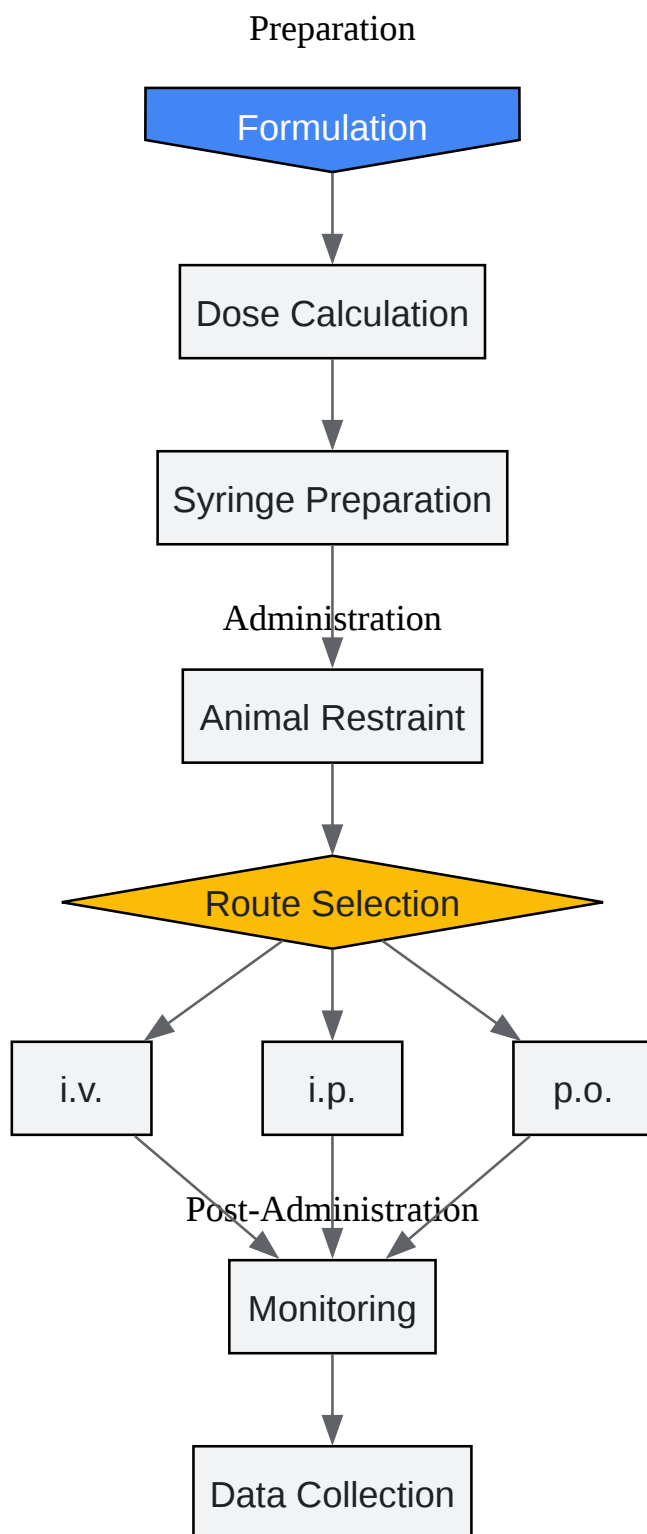 Preparation
Formulation
Dose Calculation
Syringe Preparation
Administration
Animal Restraint
Route Selection
i.v.
i.p.
p.o.
Post-Administration
Monitoring
Data Collection